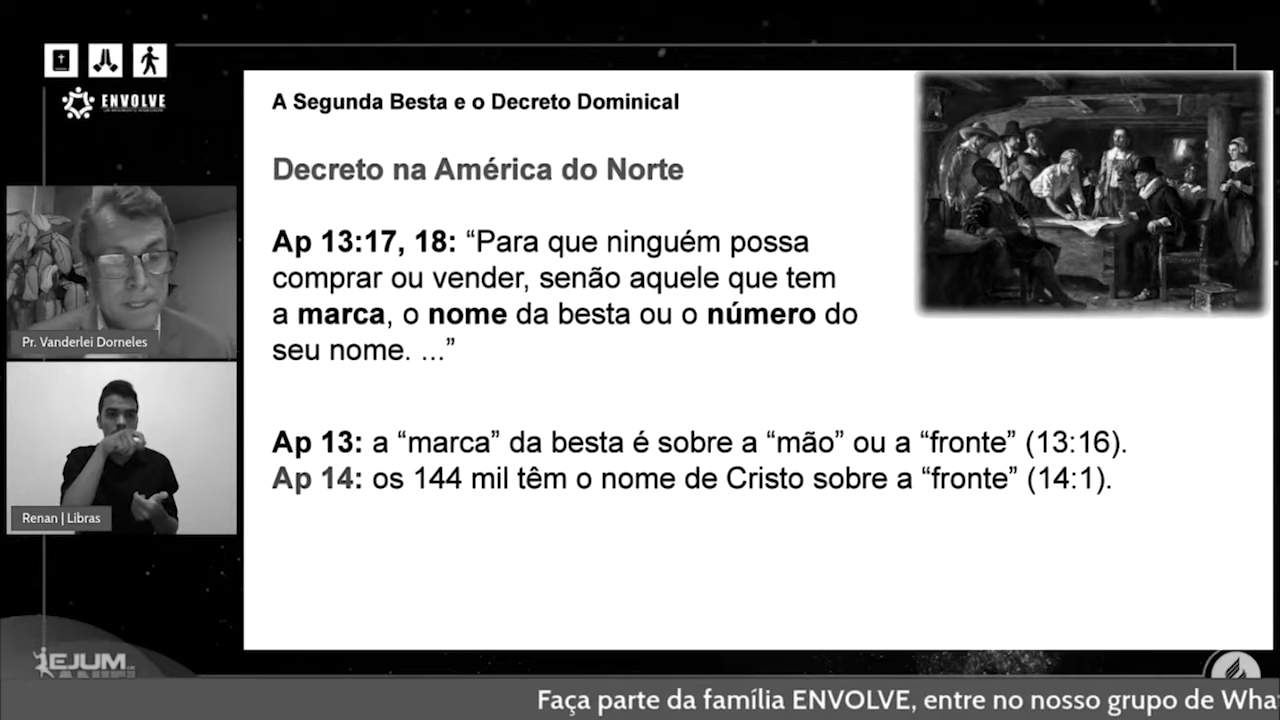 ENVOLVE
A Segunda Besta e o Decreto Dominical
Decreto na América do Norte
Ap 13:17, 18: “Para que ninguém possa
comprar ou vender, senão aquele que tem
a marca, o nome da besta ou o número do
seu nome. ...”
Ap 13: a “marca” da besta é sobre a “mão” ou a “fronte” (13:16).
Ap 14: os 144 mil têm o nome de Cristo sobre a “fronte” (14:1).
Pr. Vanderlei Dorneles
Renan | Libras
JEJUM
Faça parte da família ENVOLVE, entre no nosso grupo de What